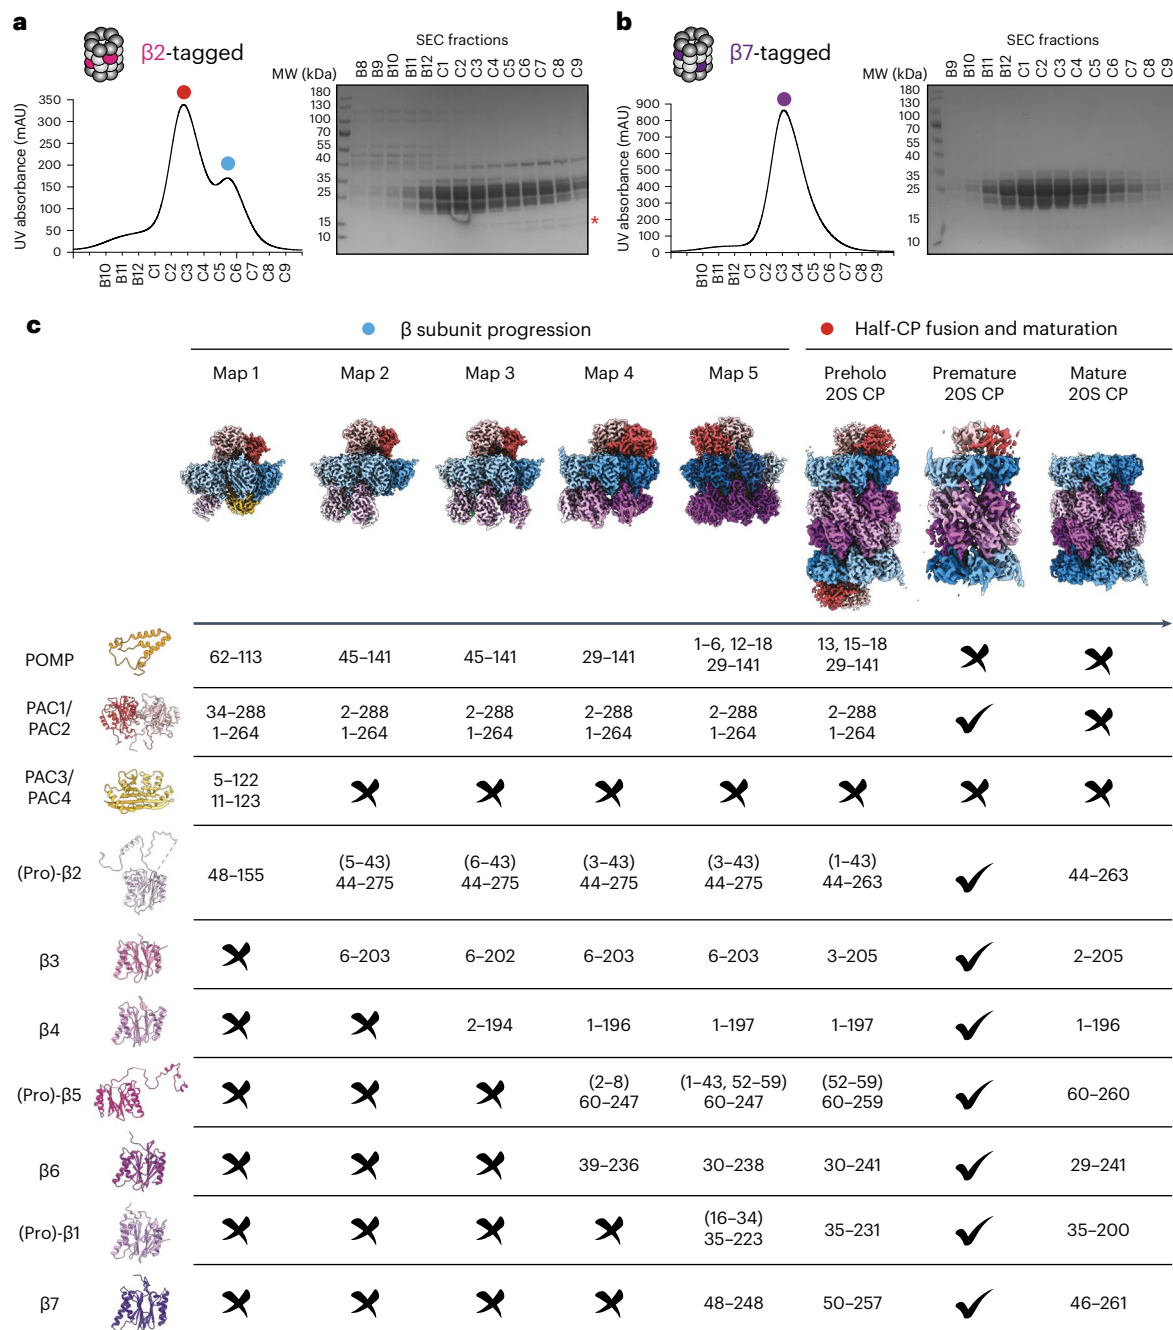 a
β2-tagged
SEC fractions
B8 B9 B10 B11 B12 C1 C2 C3 C4 C5 C6 C7 C8 C9
MW (kDa)
180
130
100
70
55
40
35
25
15
10
*
UV absorbance (mAU)
350
300
250
200
150
100
50
0
B10 B11 B12 C1 C2 C3 C4 C5 C6 C7 C8 C9
b
β7-tagged
SEC fractions
B9 B10 B11 B12 C1 C2 C3 C4 C5 C6 C7 C8 C9
MW (kDa)
180
130
100
70
55
40
35
25
15
10
UV absorbance (mAU)
900
800
700
600
500
400
300
200
100
0
B10 B11 B12 C1 C2 C3 C4 C5 C6 C7 C8 C9
c
β subunit progression
Half-CP fusion and maturation
Map 1 Map 2 Map 3 Map 4 Map 5 Preholo Premature Mature
20S CP 20S CP 20S CP
POMP 62–113 45–141 45–141 29–141 1–6, 12–18 13, 15–18
29–141 29–141
PAC1/ 34–288 2–288 2–288 2–288 2–288 2–288
PAC2 1–264 1–264 1–264 1–264 1–264 1–264
PAC3/ 5–122
PAC4 11–123
(Pro)-β2 48–155 (5–43) (6–43) (3–43) (3–43) (1–43) 44–263
44–275 44–275 44–275 44–275 44–263
β3 6–203 6–202 6–203 6–203 3–205 2–205
β4 2–194 1–196 1–197 1–197 1–196
(Pro)-β5 (2–8) (1–43, 52–59) (52–59) 60–260
60–247 60–247 60–259
β6 39–236 30–238 30–241 29–241
(Pro)-β1 (16–34) 35–231 35–200
35–223
β7 48–248 50–257 46–261